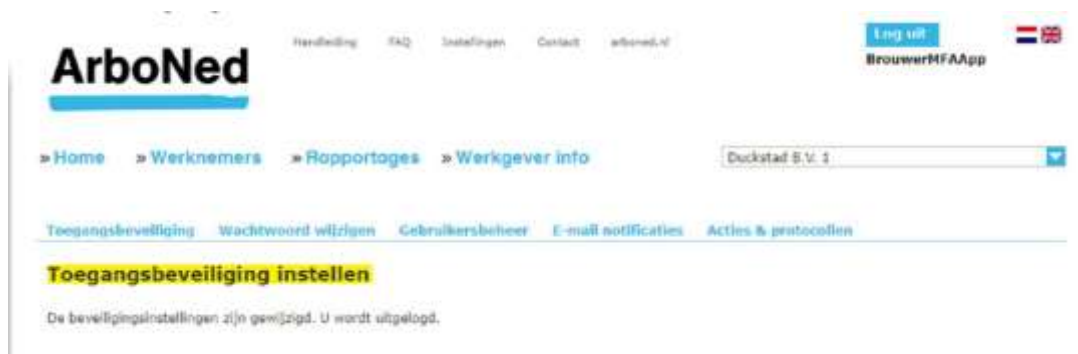 Handleiding FAQ Instellingen Contact arboned.nl
Log uit
ArboNed
BrouwerMFAApp
» Home » Werknemers » Rapportages » Werkgever info
Duckstad B.V. 1
Toegangsbeveiliging Wachtwoord wijzigen Gebruikersbeheer E-mail notificaties Acties & protocollen
Toegangsbeveiliging instellen
De beveiligingsinstellingen zijn gewijzigd. U wordt uitgelogd.